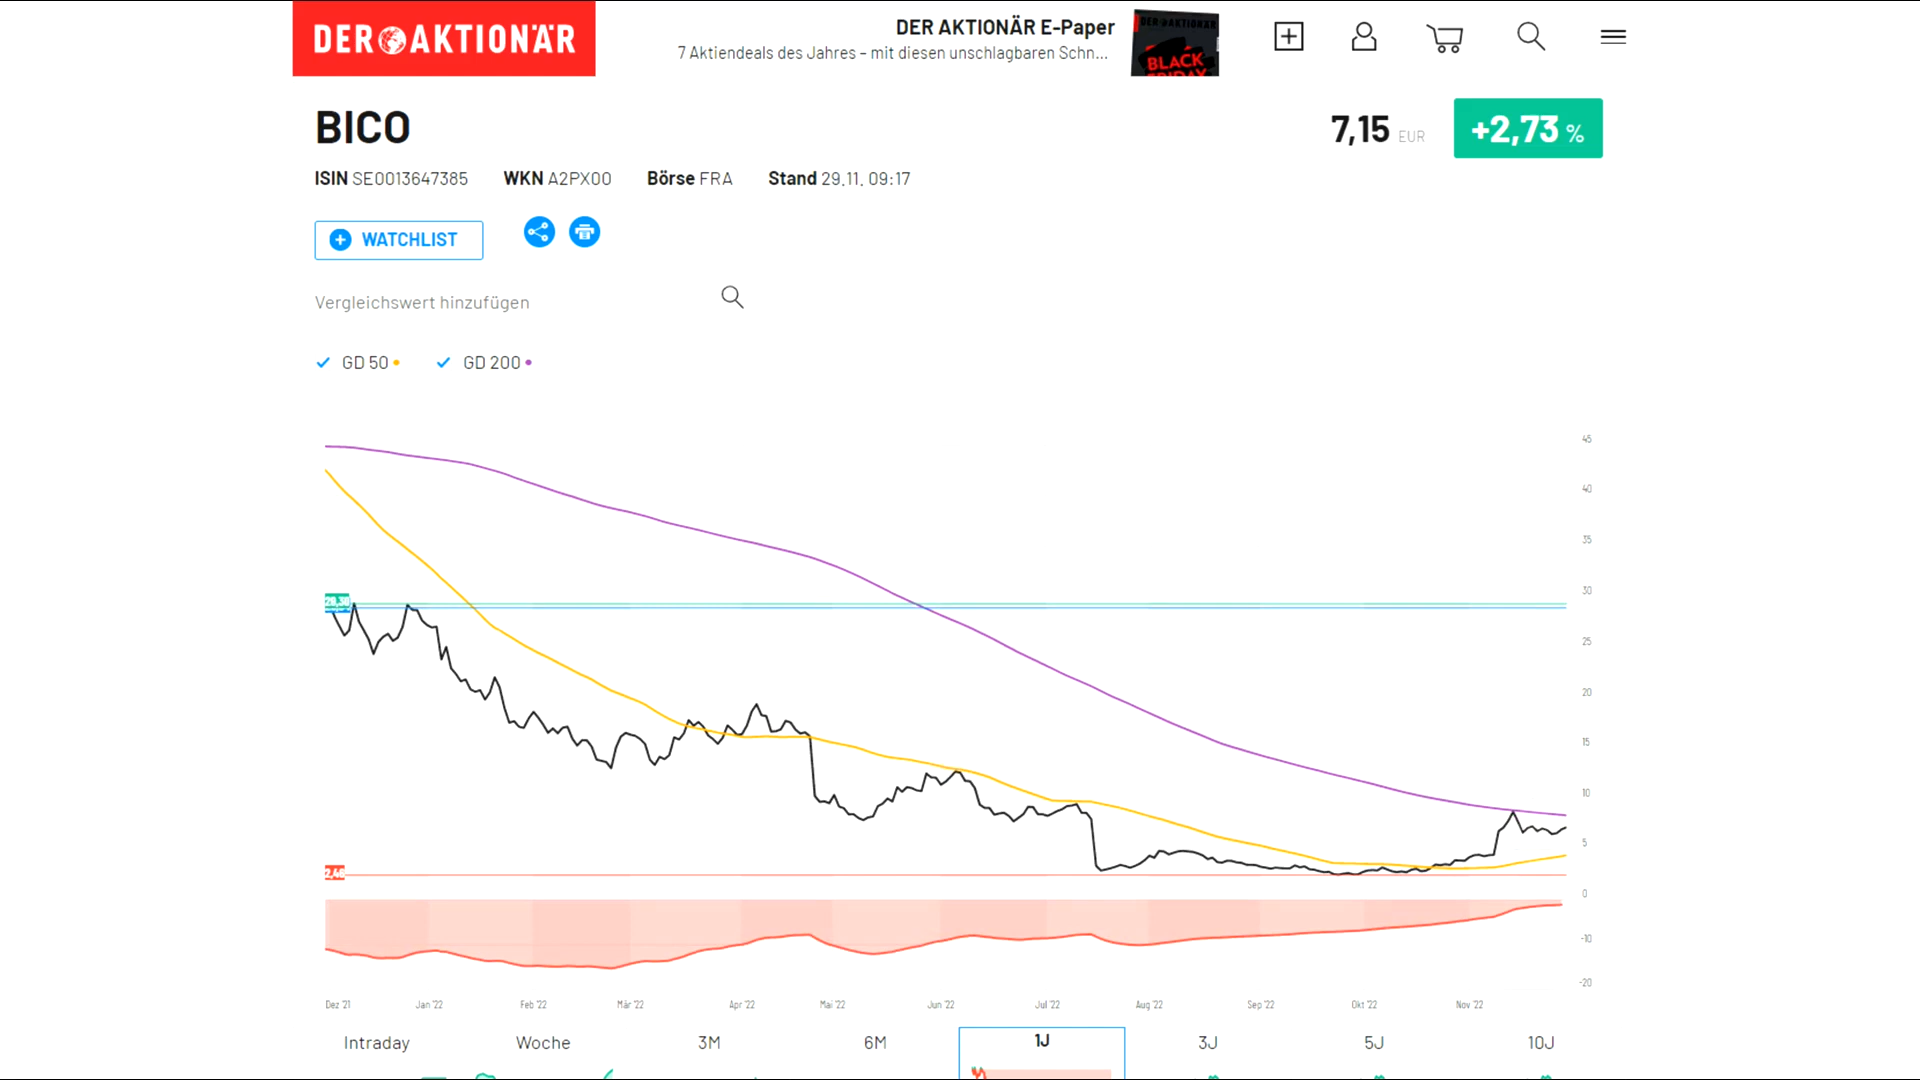 DER AKTIONÄR
DER AKTIONÄR E-Paper
7 Aktiendeals des Jahres – mit diesen unschlagbaren Schn...
DER AKTIONÄR
BLACK
FRIDAY
BICO
7,15 EUR
+2,73 %
ISIN SE0013647385 WKN A2PX00 Börse FRA Stand 29.11. 09:17
WATCHLIST
Vergleichswert hinzufügen
GD 50 GD 200
45
40
35
30
25
20
15
10
5
0
-10
-20
Dez '21 Jan '22 Feb '22 Mär '22 Apr '22 Mai '22 Jun '22 Jul '22 Aug '22 Sep '22 Okt '22 Nov '22
Intraday Woche 3M 6M 1J 3J 5J 10J